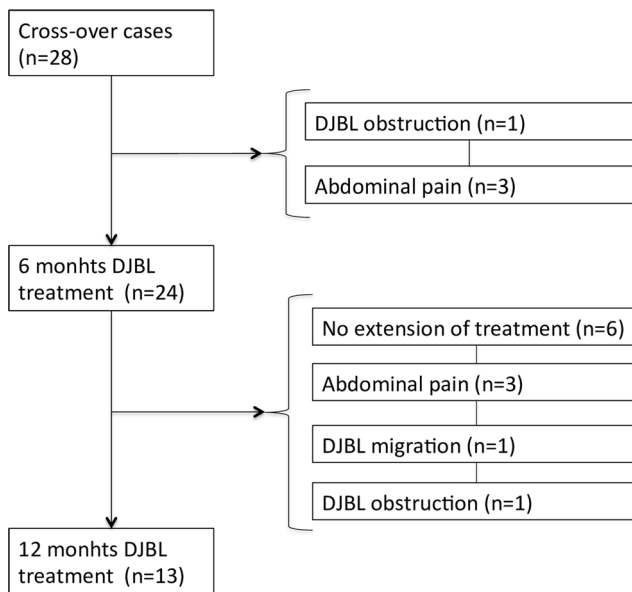 Cross-over cases
(n=28)
DJBL obstruction (n=1)
Abdominal pain (n=3)
6 monhts DJBL
treatment (n=24)
No extension of treatment (n=6)
Abdominal pain (n=3)
DJBL migration (n=1)
DJBL obstruction (n=1)
12 monhts DJBL
treatment (n=13)